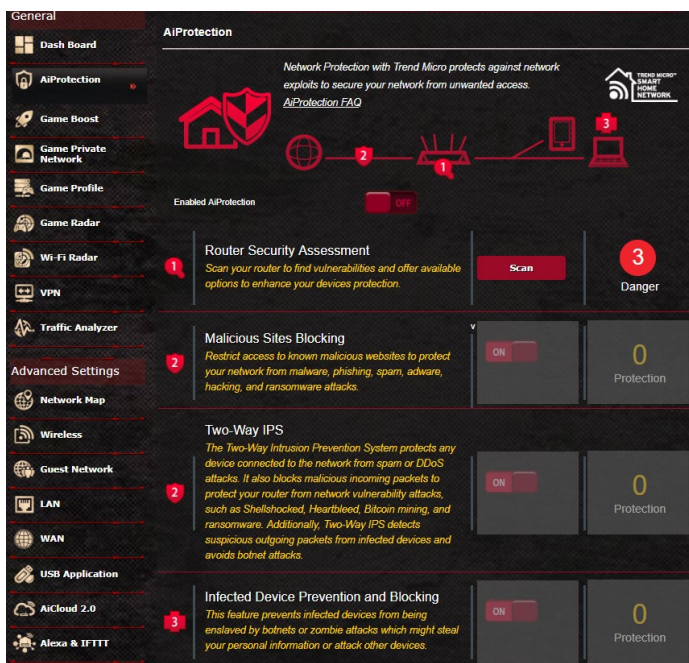 General
Dash Board
AiProtection
»
Game Boost
Game Private
Network
Game Profile
Game Radar
Wi-Fi Radar
VPN
Traffic Analyzer
Advanced Settings
Network Map
Wireless
Guest Network
LAN
WAN
USB Application
AiCloud 2.0
Alexa & IFTTT
AiProtection
Network Protection with Trend Micro protects against network
exploits to secure your network from unwanted access.
AiProtection FAQ
TREND MICRO™
SMART
HOME
NETWORK
3
2
1
Enabled AiProtection
OFF
1
Router Security Assessment
Scan your router to find vulnerabilities and offer available
options to enhance your devices protection.
Scan
3
Danger
2
Malicious Sites Blocking
Restrict access to known malicious websites to protect
your network from malware, phishing, spam, adware,
hacking, and ransomware attacks.
v
ON
0
Protection
2
Two-Way IPS
The Two-Way Intrusion Prevention System protects any
device connected to the network from spam or DDoS
attacks. It also blocks malicious incoming packets to
protect your router from network vulnerability attacks,
such as Shellshocked, Heartbleed, Bitcoin mining, and
ransomware. Additionally, Two-Way IPS detects
suspicious outgoing packets from infected devices and
avoids botnet attacks.
ON
0
Protection
3
Infected Device Prevention and Blocking
This feature prevents infected devices from being
enslaved by botnets or zombie attacks which might steal
your personal information or attack other devices.
ON
0
Protection